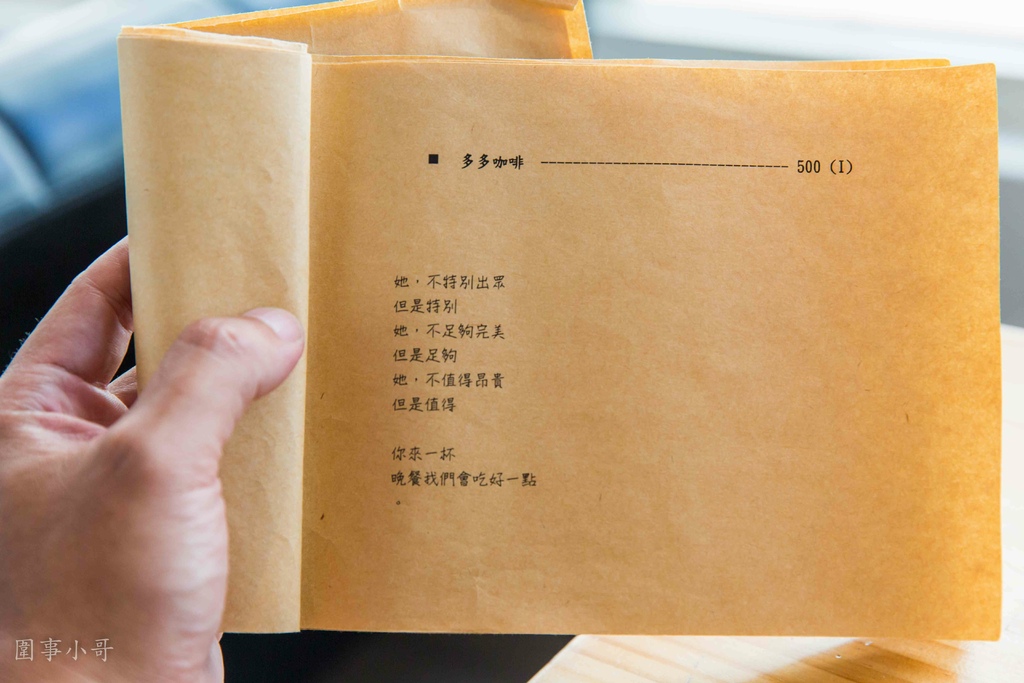 ■ 多多咖啡 ------------------------------- 500 (I)
她，不特別出眾
但是特別
她，不足夠完美
但是足夠
她，不值得昂貴
但是值得
你來一杯
晚餐我們會吃好一點
。
圍事小哥